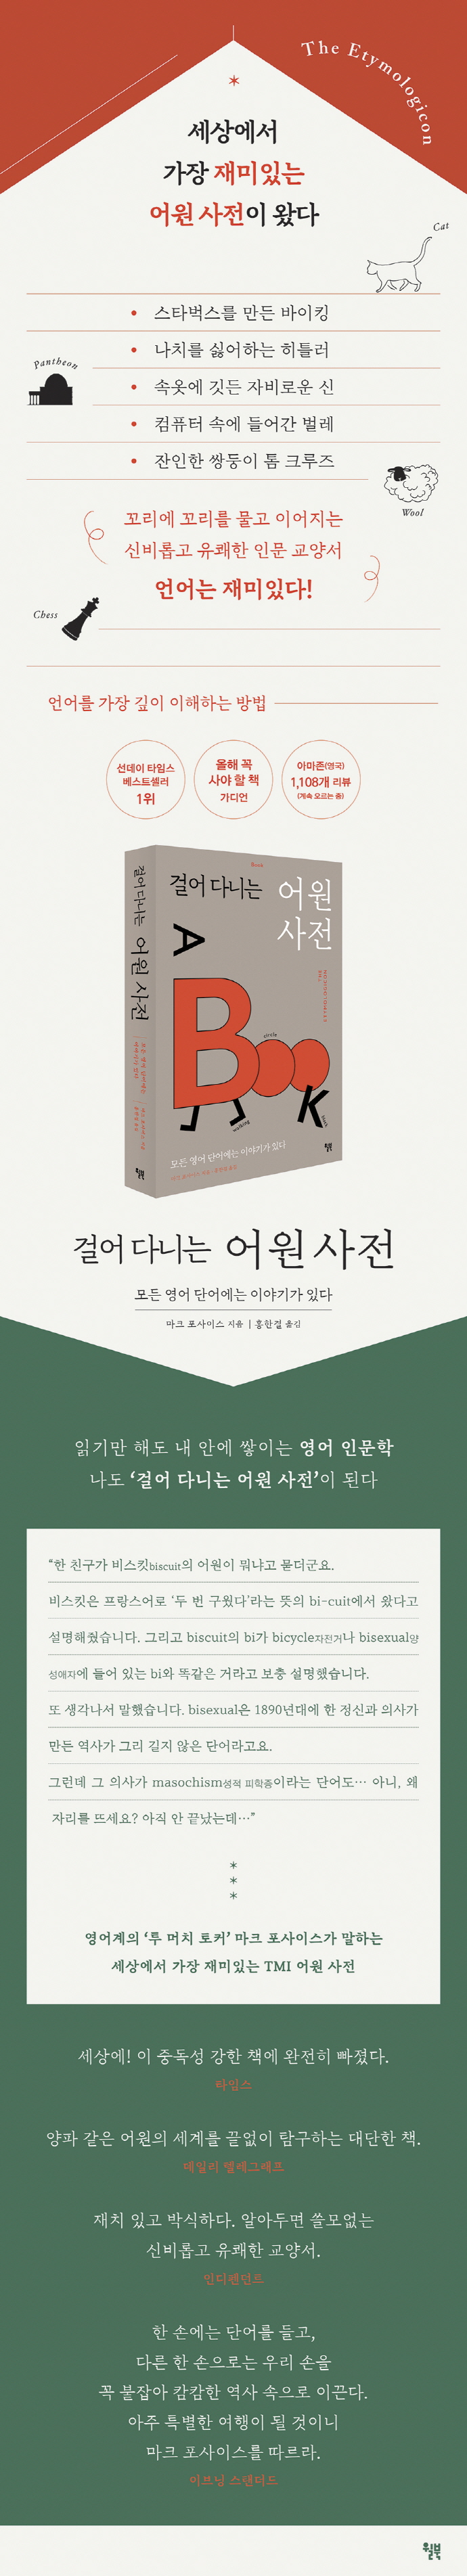 The Etymologicon
세상에서
가장 재미있는
어원 사전이 왔다
Cat
• 스타벅스를 만든 바이킹
• 나치를 싫어하는 히틀러
Pantheon
• 속옷에 깃든 자비로운 신
• 컴퓨터 속에 들어간 벌레
• 잔인한 쌍둥이 톰 크루즈
Wool
꼬리에 꼬리를 물고 이어지는
신비롭고 유쾌한 인문 교양서
언어는 재미있다!
Chess
언어를 가장 깊이 이해하는 방법
선데이 타임스
베스트셀러
1위
올해 꼭
사야 할 책
가디언
아마존(영국)
1,108개 리뷰
(계속 오르는 중)
걸어 다니는 어원 사전
월북
Book
걸어 다니는 어원
사전
A
Book
circle
walking
모든 영어 단어에는 이야기가 있다
월북
걸어 다니는 어원 사전
모든 영어 단어에는 이야기가 있다
마크 포사이스 지음 | 홍한결 옮김
읽기만 해도 내 안에 쌓이는 영어 인문학
나도 ‘걸어 다니는 어원 사전’이 된다
“한 친구가 비스킷biscuit의 어원이 뭐냐고 묻더군요.
비스킷은 프랑스어로 ‘두 번 구웠다’라는 뜻의 bi-cuit에서 왔다고
설명해줬습니다. 그리고 biscuit의 bi가 bicycle자전거나 bisexual양
성애자에 들어 있는 bi와 똑같은 거라고 보충 설명했습니다.
또 생각나서 말했습니다. bisexual은 1890년대에 한 정신과 의사가
만든 역사가 그리 길지 않은 단어라고요.
그런데 그 의사가 masochism성적 피학증이라는 단어도… 아니, 왜
자리를 뜨세요? 아직 안 끝났는데…”
*
*
*
영어계의 ‘투 머치 토커’ 마크 포사이스가 말하는
세상에서 가장 재미있는 TMI 어원 사전
세상에! 이 중독성 강한 책에 완전히 빠졌다.
타임스
양파 같은 어원의 세계를 끝없이 탐구하는 대단한 책.
데일리 텔레그래프
재치 있고 박식하다. 알아두면 쓸모없는
신비롭고 유쾌한 교양서.
인디펜던트
한 손에는 단어를 들고,
다른 한 손으로는 우리 손을
꼭 붙잡아 캄캄한 역사 속으로 이끈다.
아주 특별한 여행이 될 것이니
마크 포사이스를 따르라.
이브닝 스탠더드
윌북